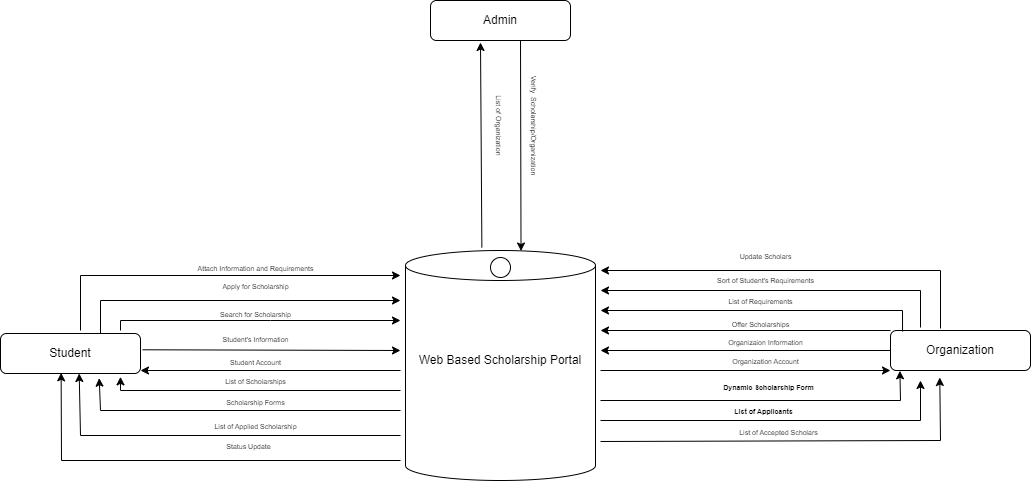 Admin
List of Organization
Verify Scholarship/Organization
Attach Information and Requirements
Apply for Scholarship
Search for Scholarship
Student's Information
Student Account
List of Scholarships
Scholarship Forms
List of Applied Scholarship
Status Update
Student
Web Based Scholarship Portal
Update Scholars
Sort of Student's Requirements
List of Requirements
Offer Scholarships
Organizaion Information
Organization Account
Dynamic Scholarship Form
List of Applicants
List of Accepted Scholars
Organization